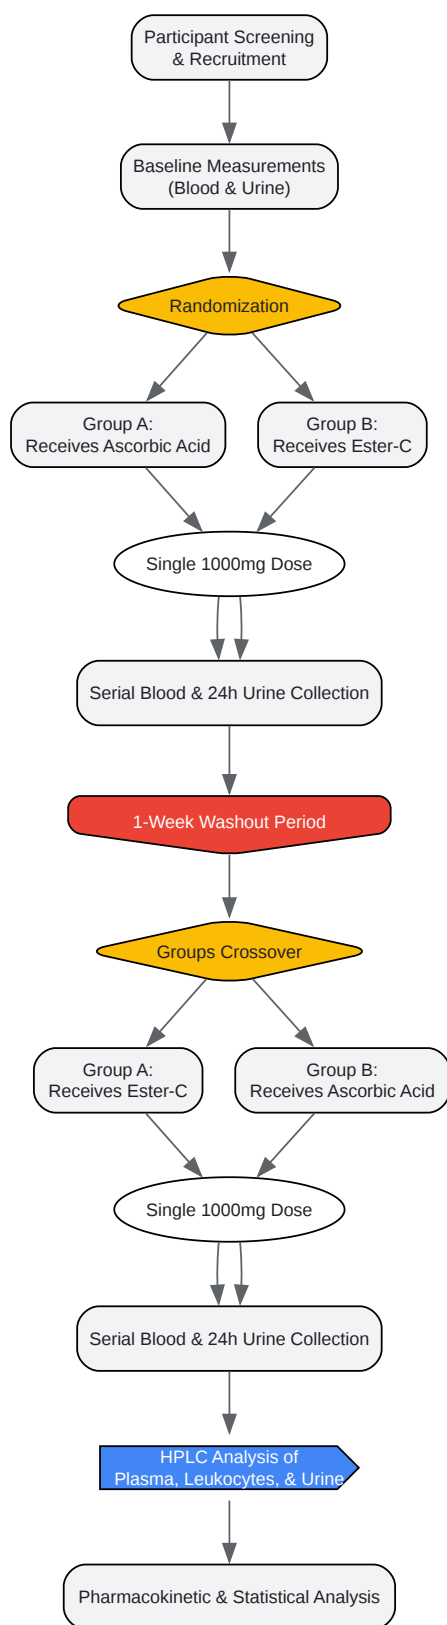 Participant Screening
& Recruitment
Baseline Measurements
(Blood & Urine)
Randomization
Group A:
Receives Ascorbic Acid
Group B:
Receives Ester-C
Single 1000mg Dose
Serial Blood & 24h Urine Collection
1-Week Washout Period
Groups Crossover
Group A:
Receives Ester-C
Group B:
Receives Ascorbic Acid
Single 1000mg Dose
Serial Blood & 24h Urine Collection
HPLC Analysis of
Plasma, Leukocytes, & Urine
Pharmacokinetic & Statistical Analysis